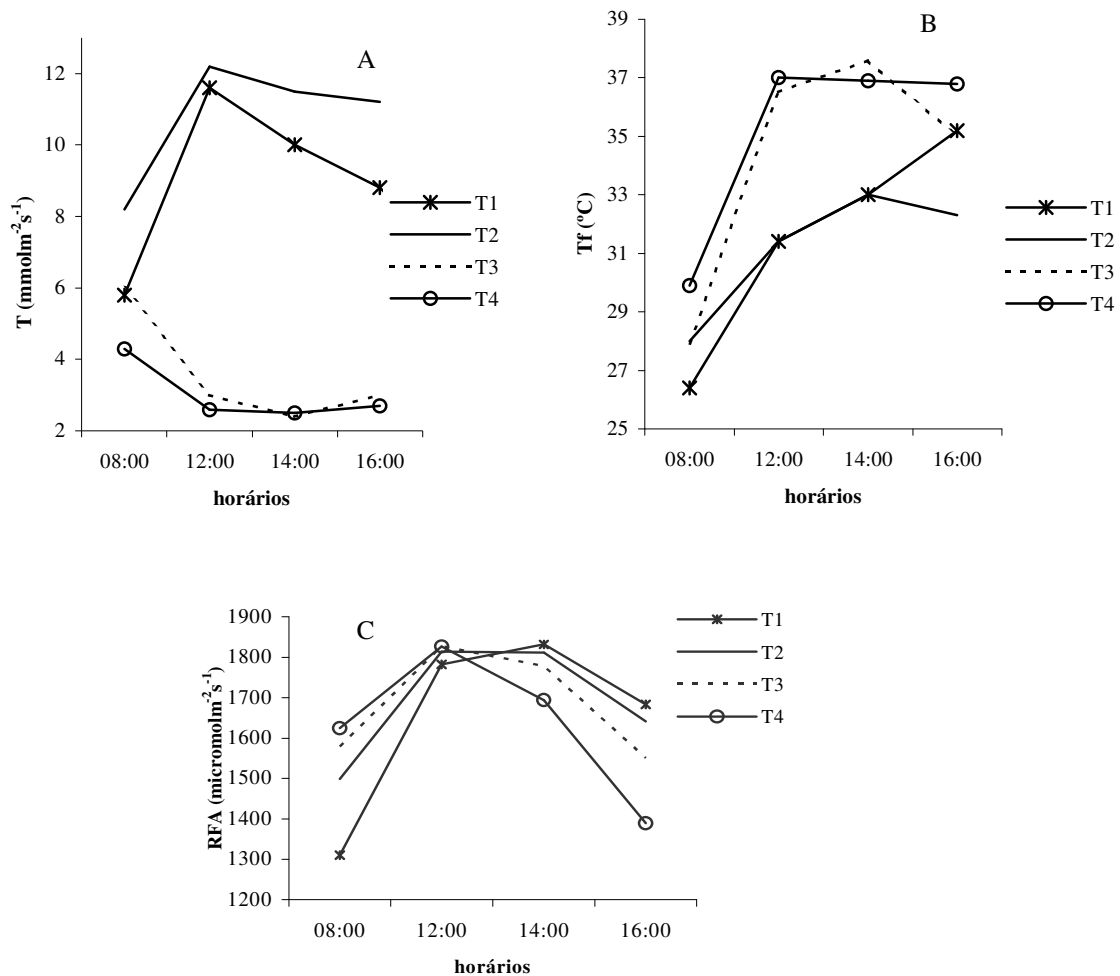 A
12
10
8
6
4
2
T (mmolm⁻²s⁻¹)
08:00 12:00 14:00 16:00
horários
T1
T2
T3
T4
B
39
37
35
33
31
29
27
25
Tf (ºC)
08:00 12:00 14:00 16:00
horários
T1
T2
T3
T4
C
1900
1800
1700
1600
1500
1400
1300
1200
RFA (micromolm⁻²s⁻¹)
08:00 12:00 14:00 16:00
horários
T1
T2
T3
T4